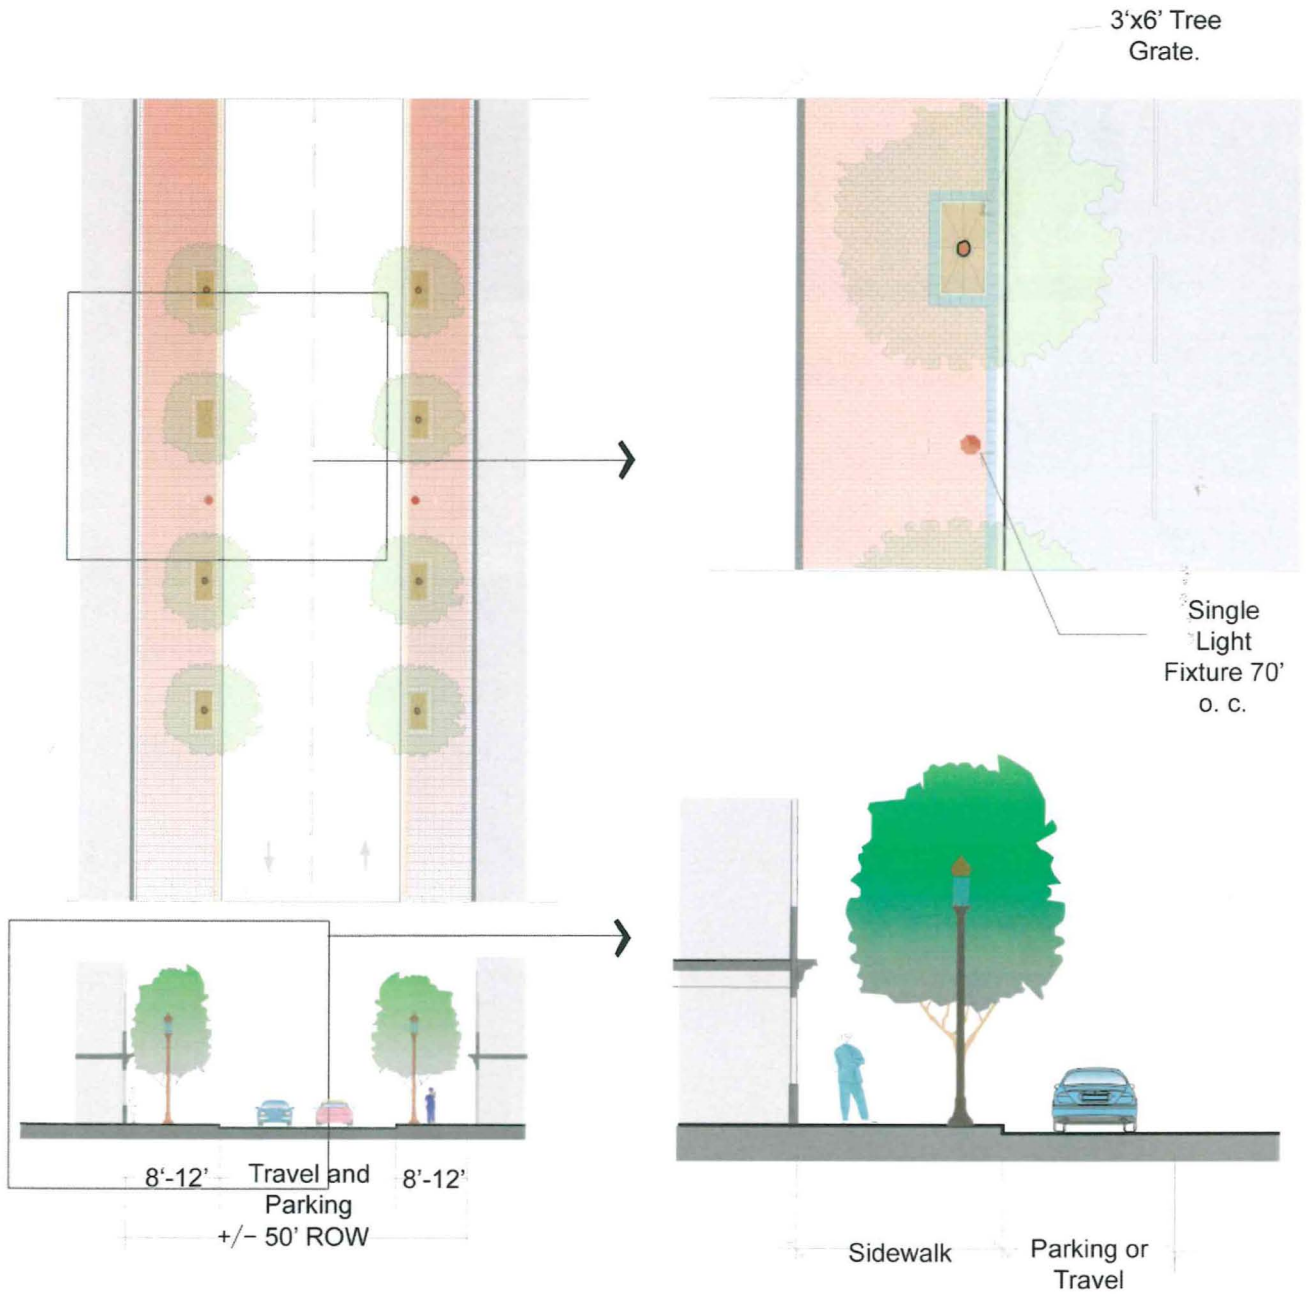 3‘x6’ Tree
Grate.
Single
Light
Fixture 70’
o. c.
8‘-12’
Travel and
Parking
8’-12’
+/− 50’ ROW
Sidewalk
Parking or
Travel